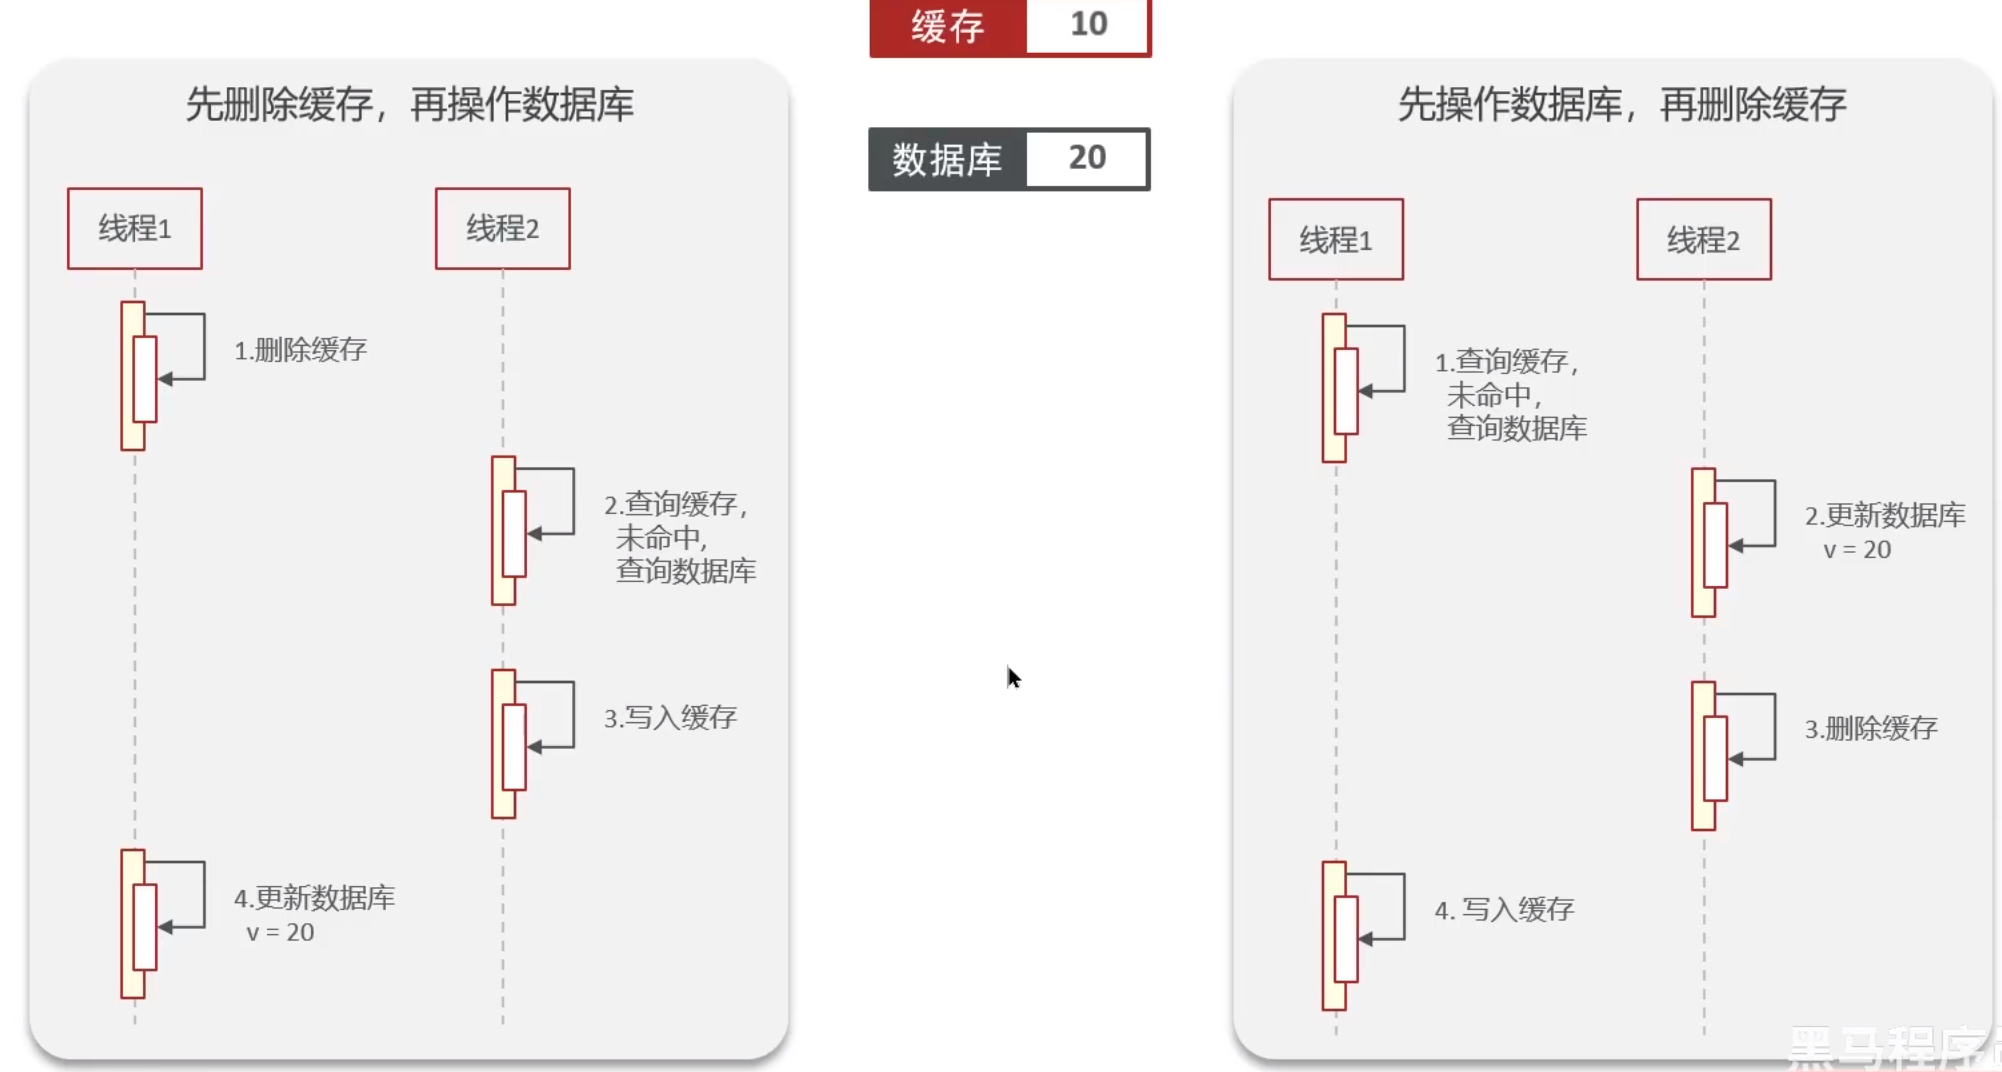 缓存 10
数据库 20
先删除缓存，再操作数据库
线程1
线程2
1.删除缓存
2.查询缓存，
未命中，
查询数据库
3.写入缓存
4.更新数据库
v = 20
先操作数据库，再删除缓存
线程1
线程2
1.查询缓存，
未命中，
查询数据库
2.更新数据库
v = 20
3.删除缓存
4. 写入缓存
黑马程序